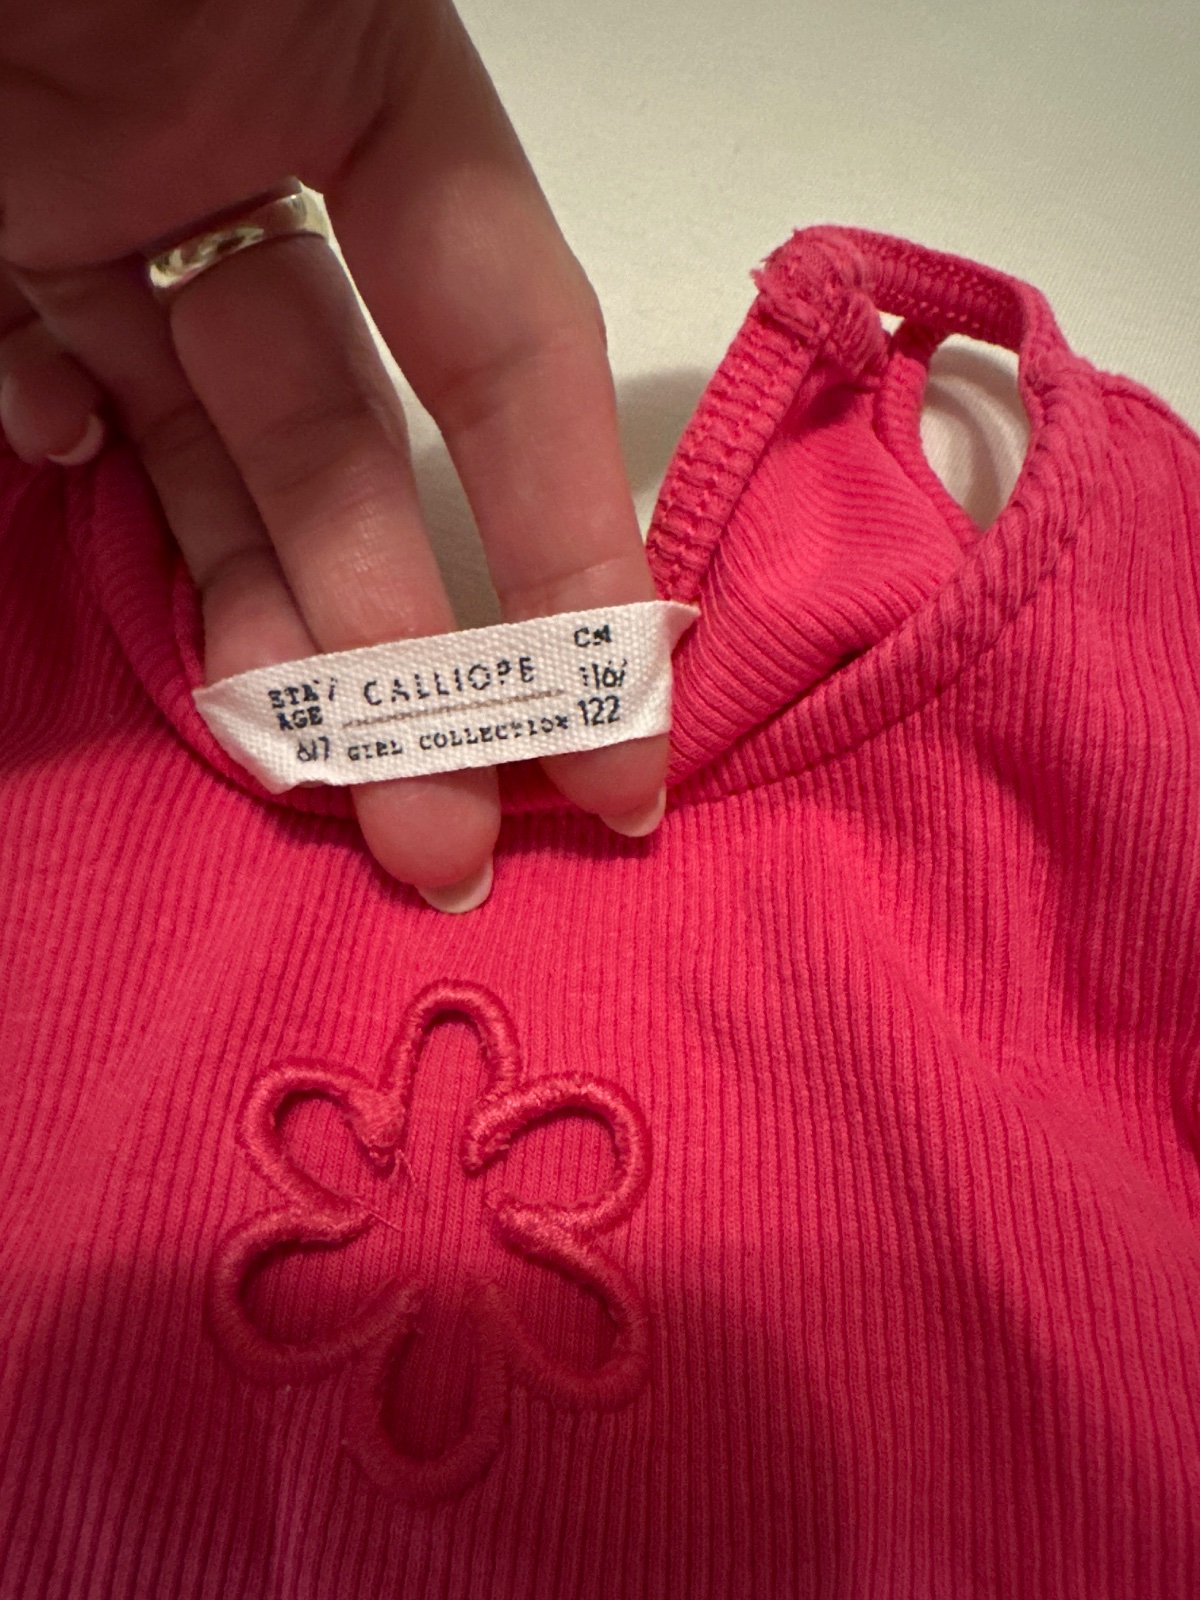 ETA'/
AGE
6/7
CALLIOPE
GIRL COLLECTION
CM
116/
122